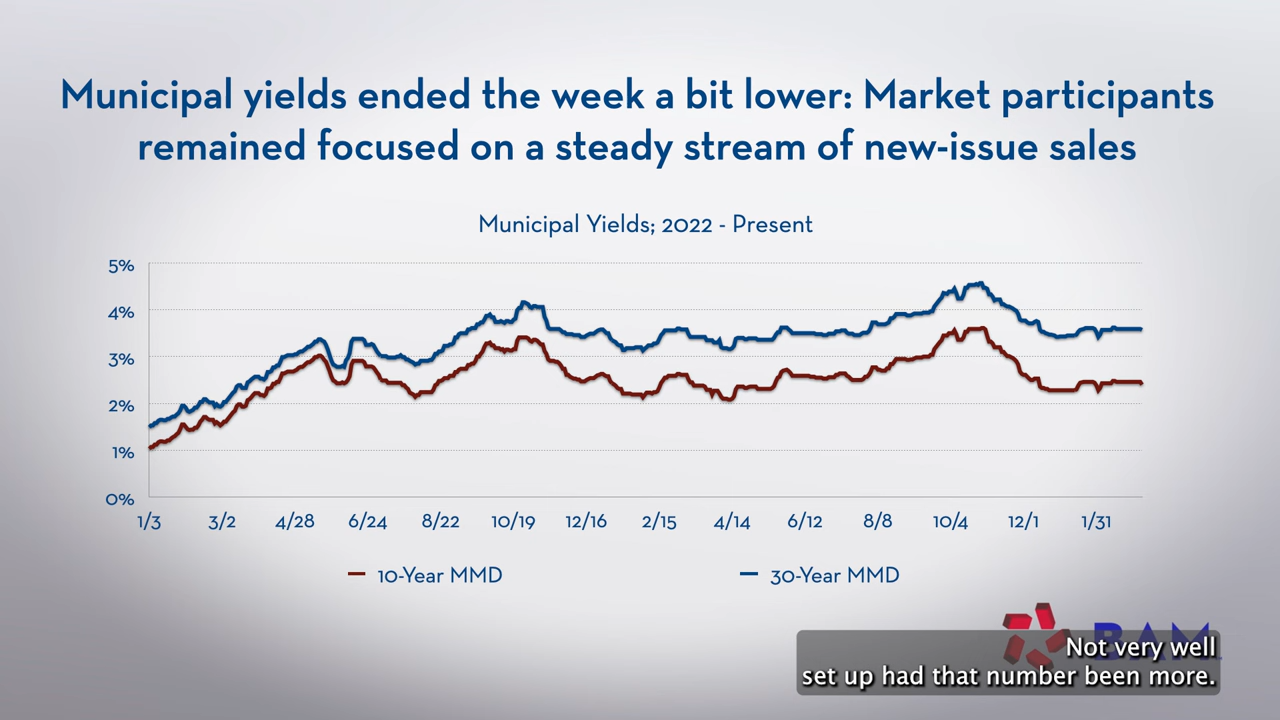 Municipal yields ended the week a bit lower: Market participants
remained focused on a steady stream of new-issue sales
Municipal Yields; 2022 - Present
5%
4%
3%
2%
1%
0%
1/3 3/2 4/28 6/24 8/22 10/19 12/16 2/15 4/14 6/12 8/8 10/4 12/1 1/31
10-Year MMD 30-Year MMD
BAM
Not very well
set up had that number been more.